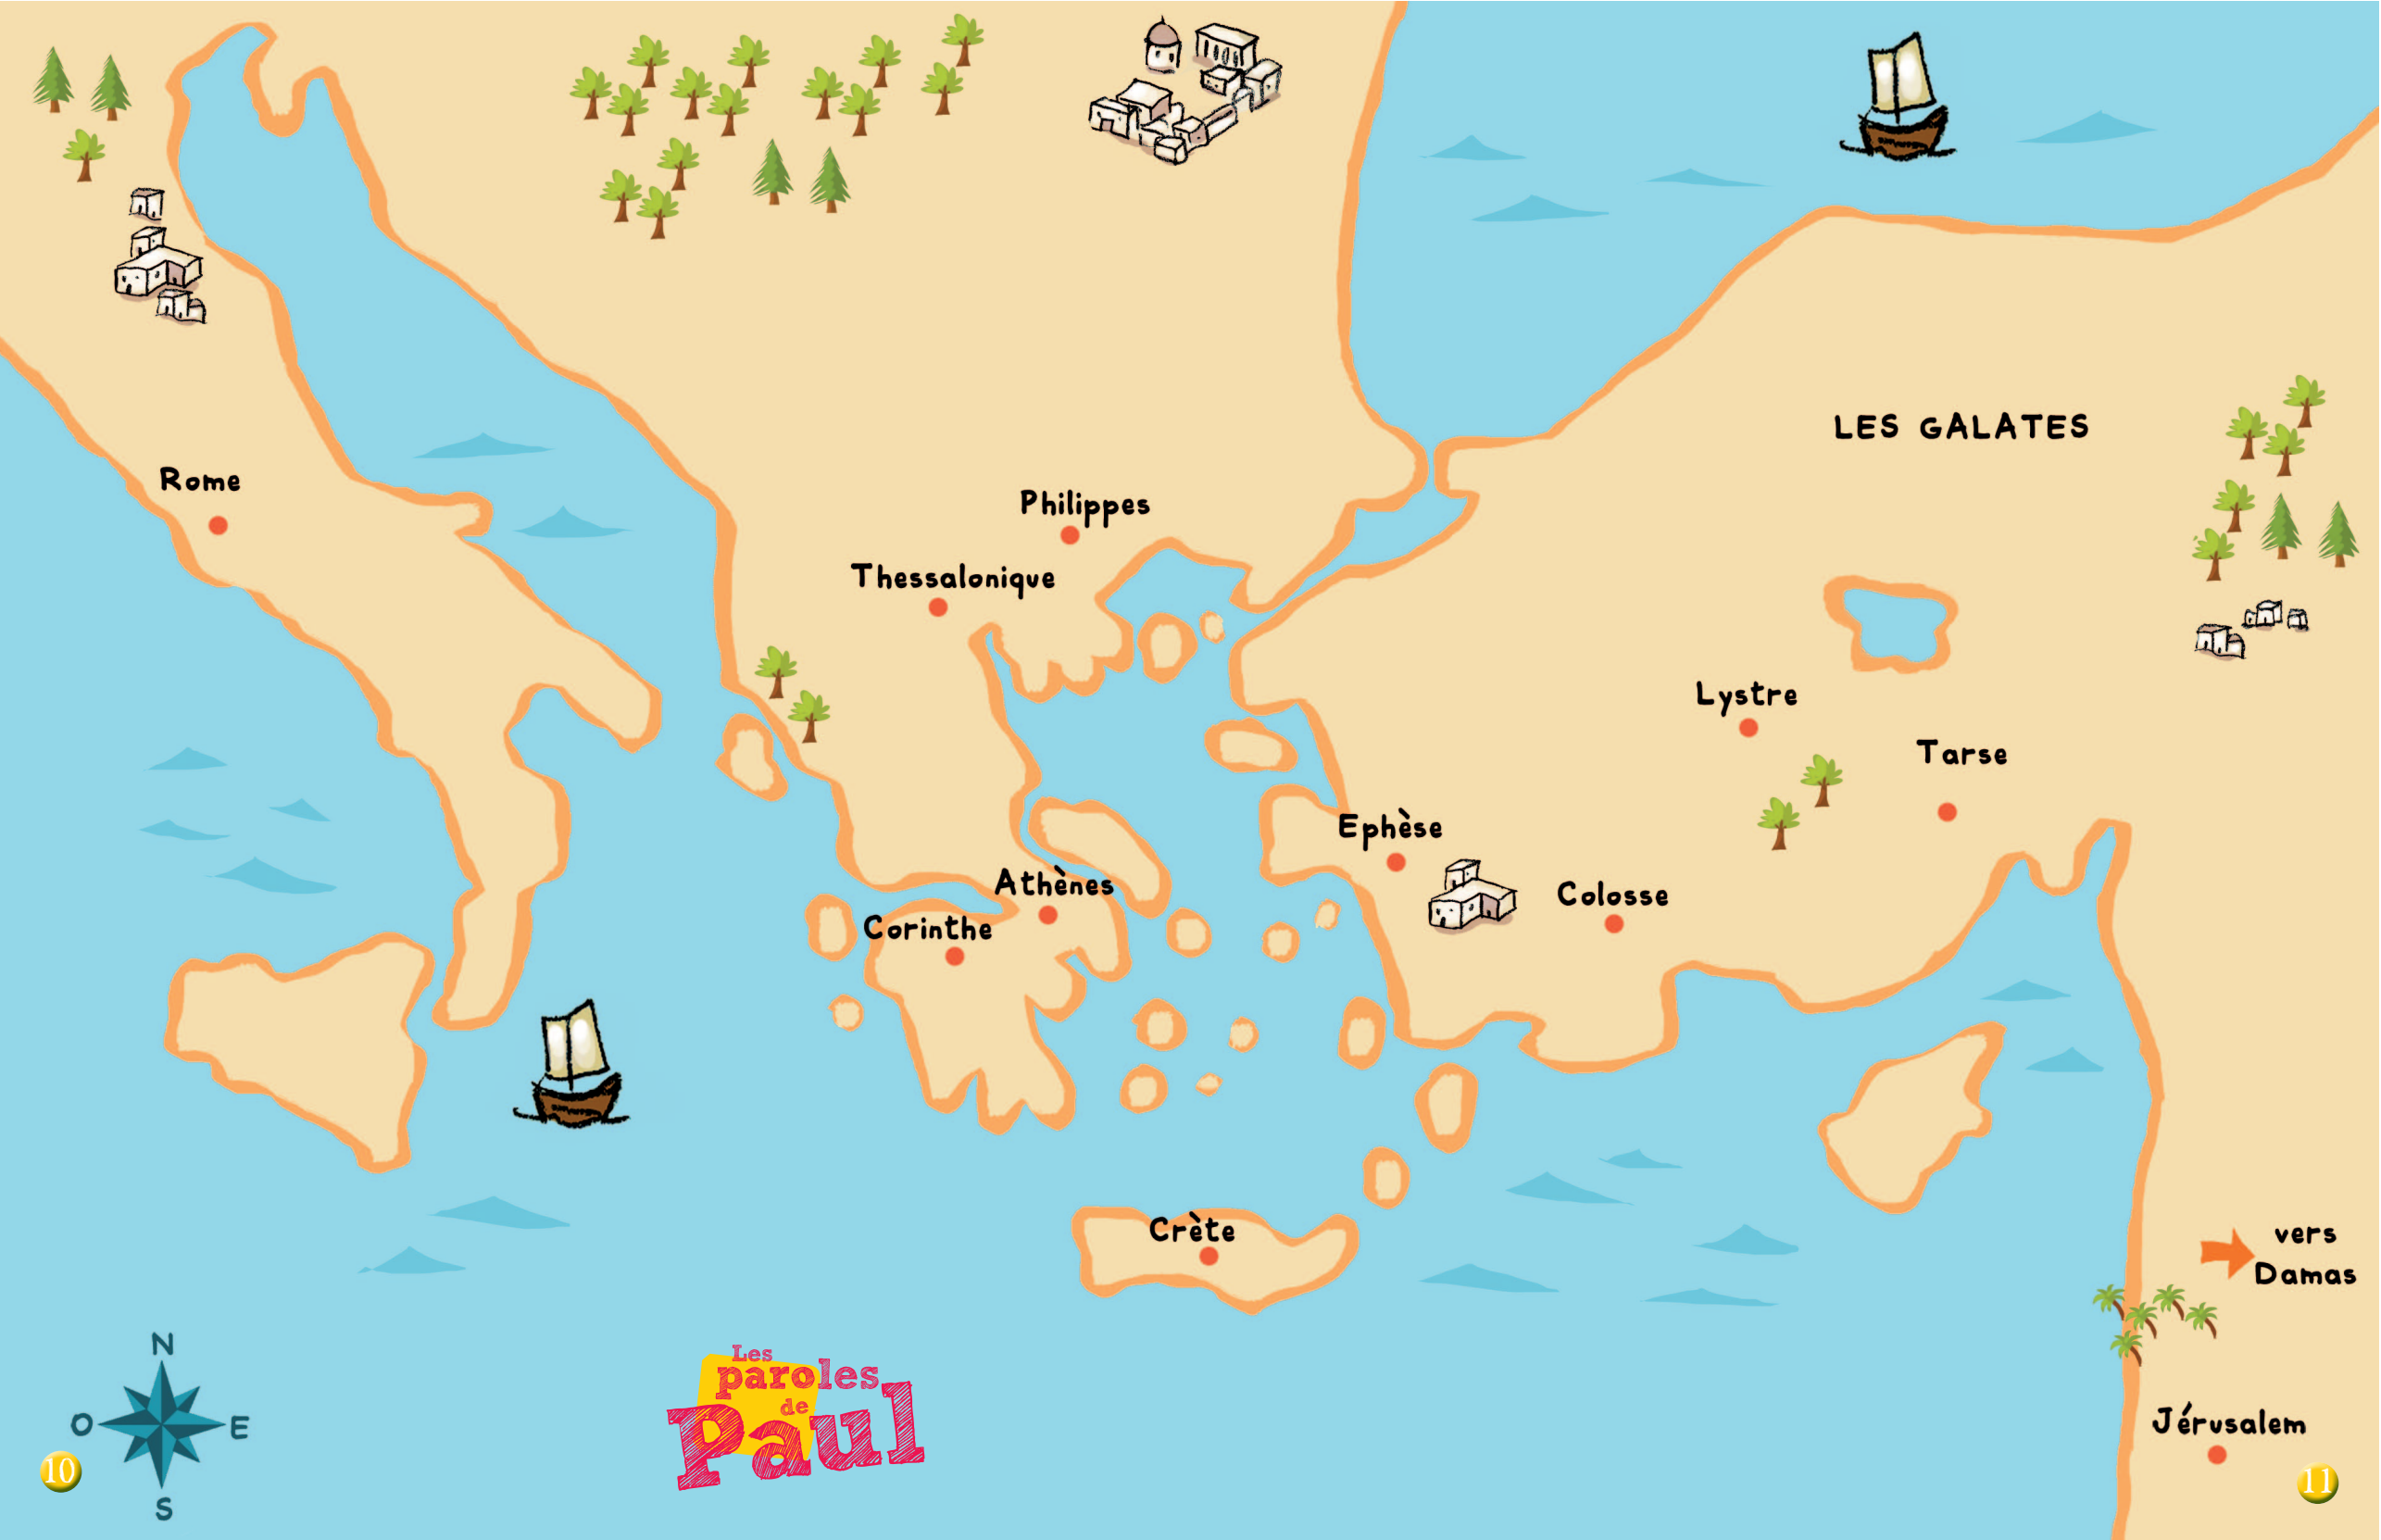 LES GALATES
Rome
Philippes
Thessalonique
Lystre
Tarse
Ephèse
Athènes
Colosse
Corinthe
Crète
vers
Damas
N
O
E
S
Les
paroles
de
Paul
Jérusalem
10
11